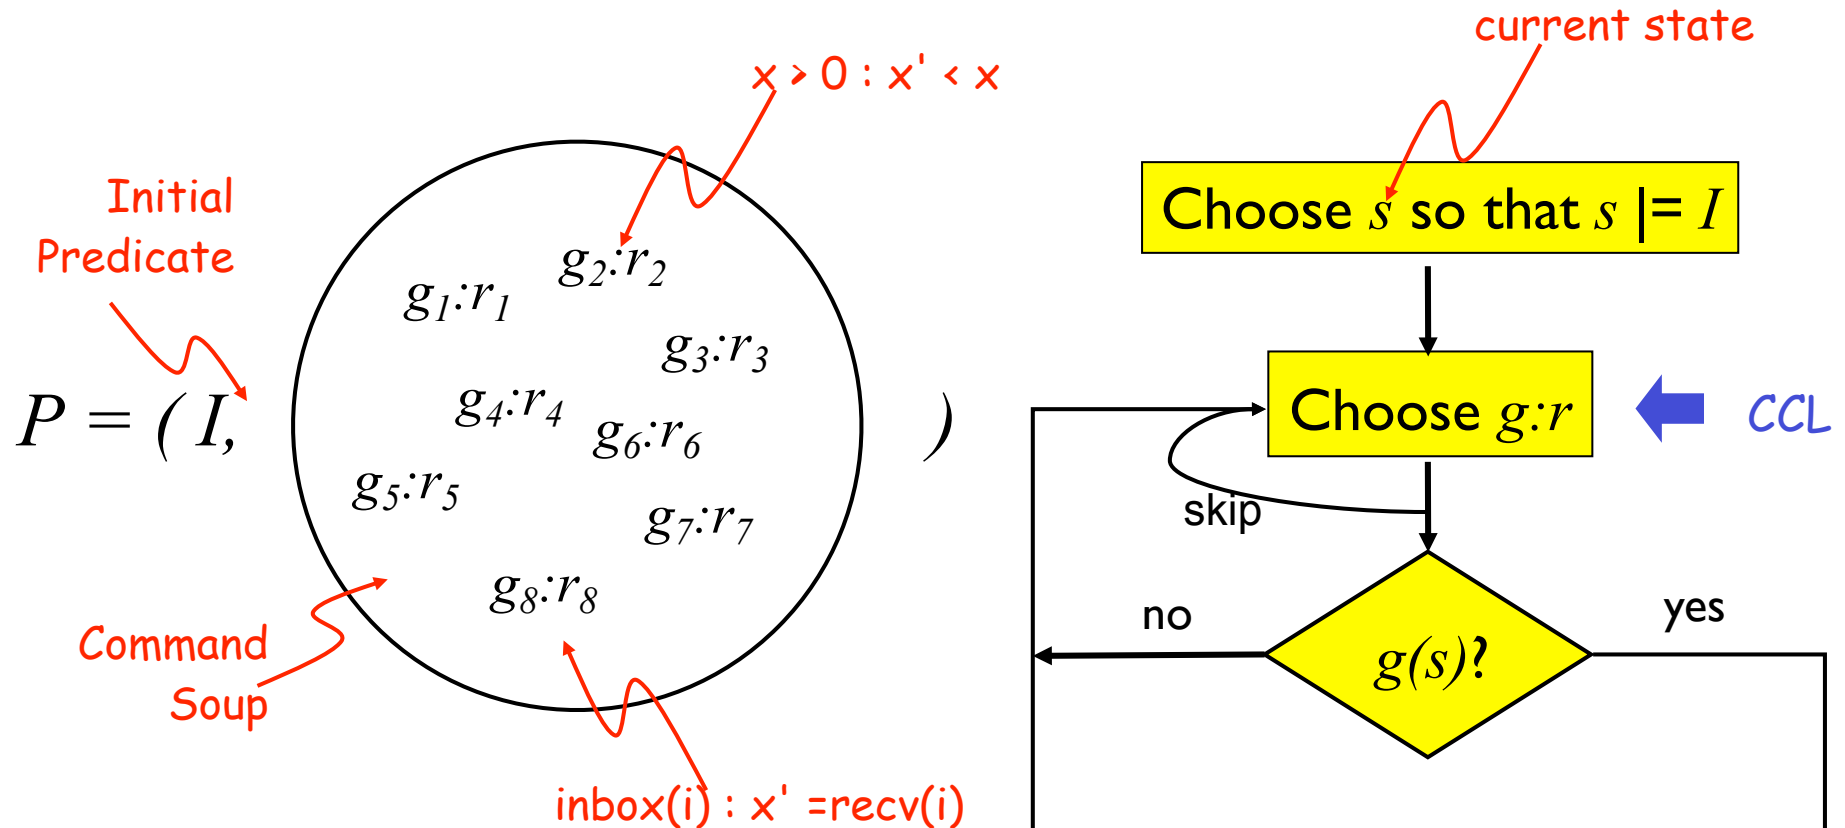 current state
x > 0 : x' < x
Initial
Predicate
Choose s so that s |= I
g2:r2
g1:r1
g3:r3
P = ( I,
g4:r4
g6:r6
)
Choose g:r
CCL
g5:r5
g7:r7
skip
g8:r8
no
yes
Command
Soup
g(s)?
inbox(i) : x' =recv(i)